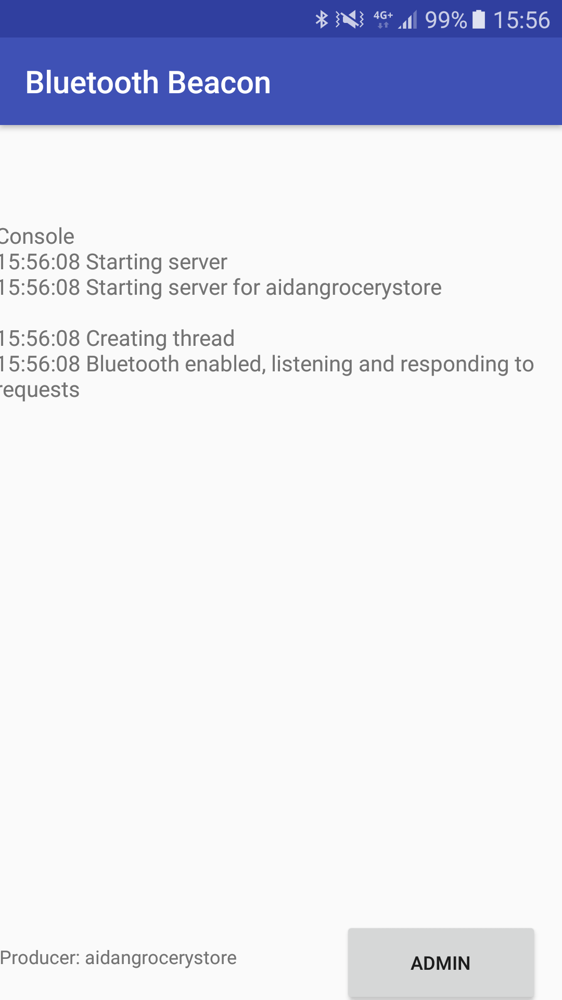 4G+ 99% 15:56
Bluetooth Beacon
Console
15:56:08 Starting server
15:56:08 Starting server for aidangrocerystore
15:56:08 Creating thread
15:56:08 Bluetooth enabled, listening and responding to
requests
Producer: aidangrocerystore
ADMIN